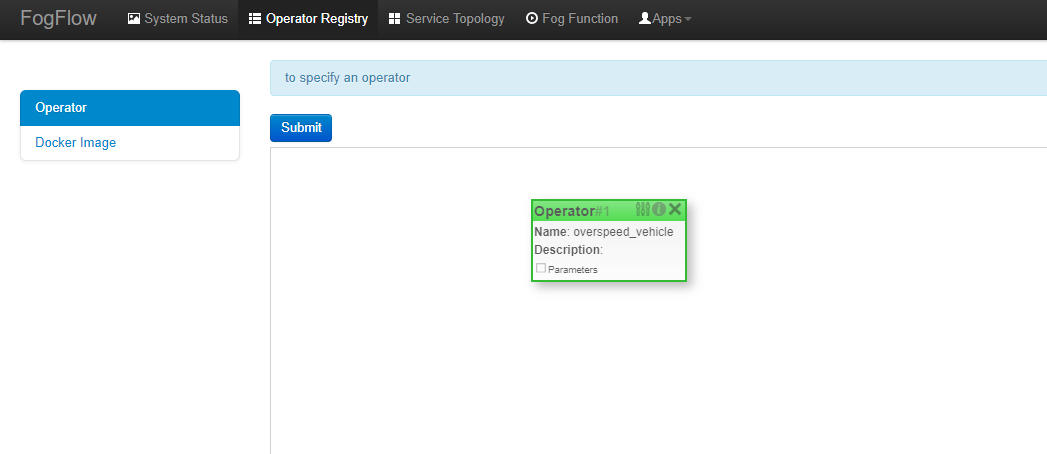 FogFlow System Status Operator Registry Service Topology Fog Function Apps
to specify an operator
Operator
Submit
Docker Image
Operator#1
Name: overspeed_vehicle
Description:
Parameters